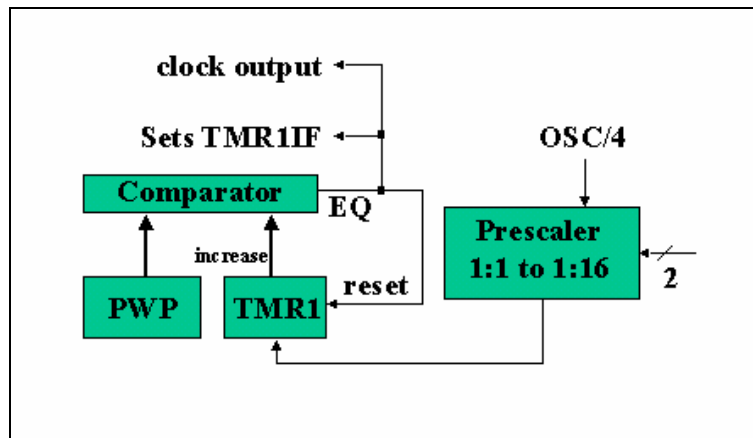 clock output
Sets TMR1IF
OSC/4
Comparator
EQ
Prescaler
1:1 to 1:16
2
increase
reset
PWP
TMR1